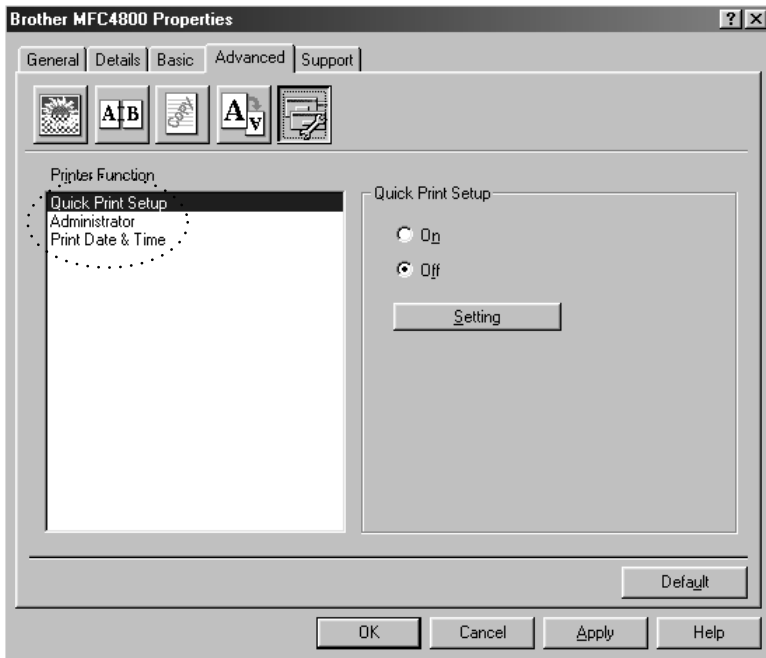 Brother MFC4800 Properties
General Details Basic Advanced Support
A B COPY A A
Printer Function
Quick Print Setup
Administrator
Print Date & Time
Quick Print Setup
On
Off
Setting
Default
OK Cancel Apply Help